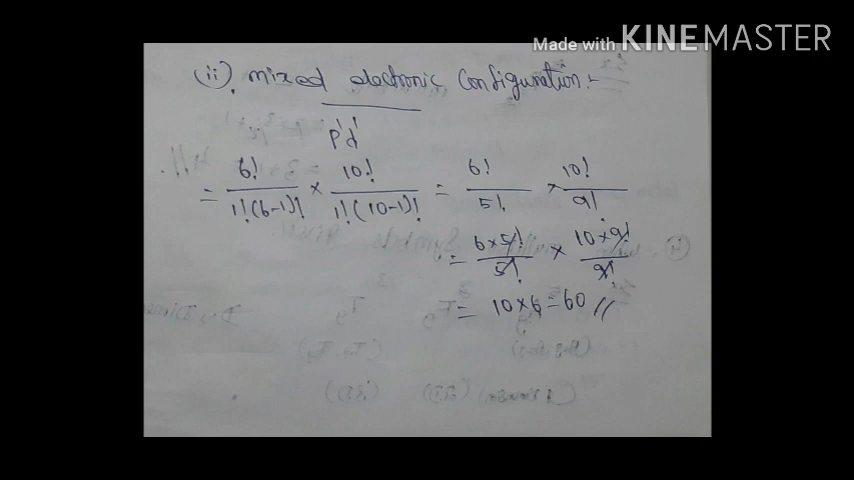 Made with KINEMASTER
(ii). mixed electronic configuration :-
p¹d¹
= 6! / 1!(6-1)! × 10! / 1!(10-1)! = 6! / 5! × 10! / 9!
= 6×5! / 5! × 10×9! / 9!
= 10×6 = 60 //